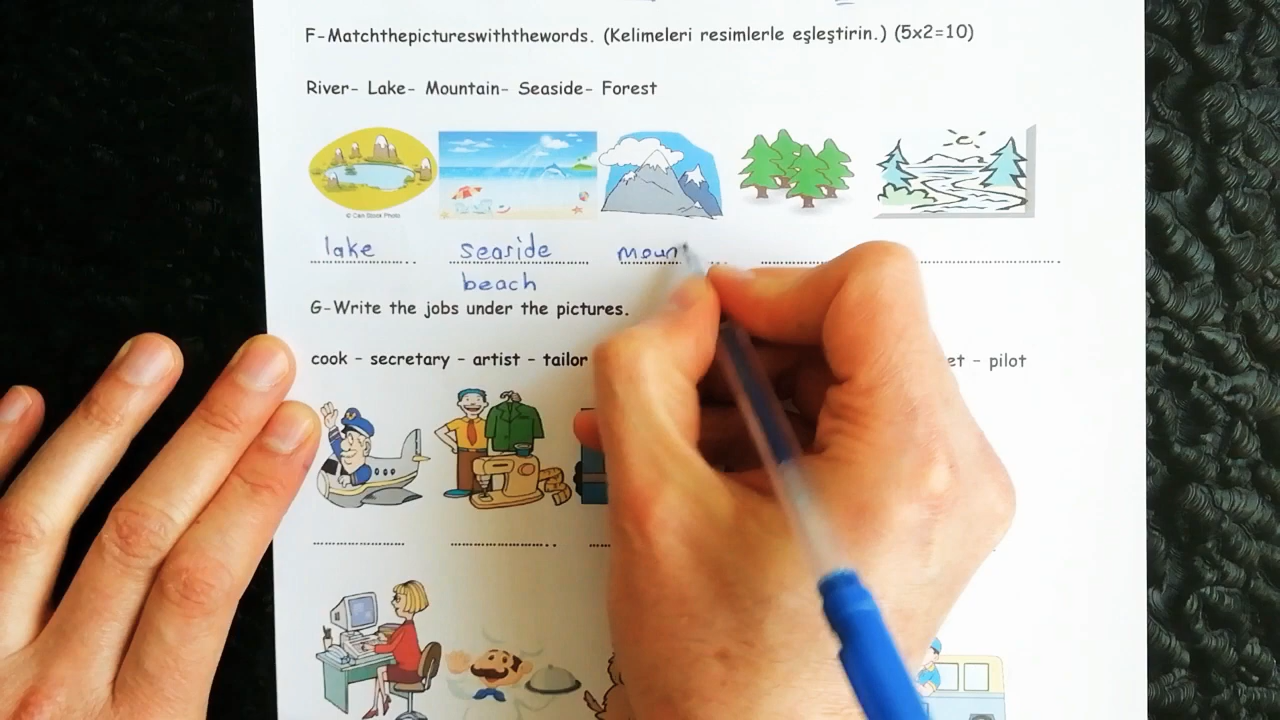 F-Matchthepictureswiththewords. (Kelimeleri resimlerle eşleştirin.) (5x2=10)
River- Lake- Mountain- Seaside- Forest
© Can Stock Photo
lake seaside moun
beach
G-Write the jobs under the pictures.
cook - secretary - artist - tailor et - pilot